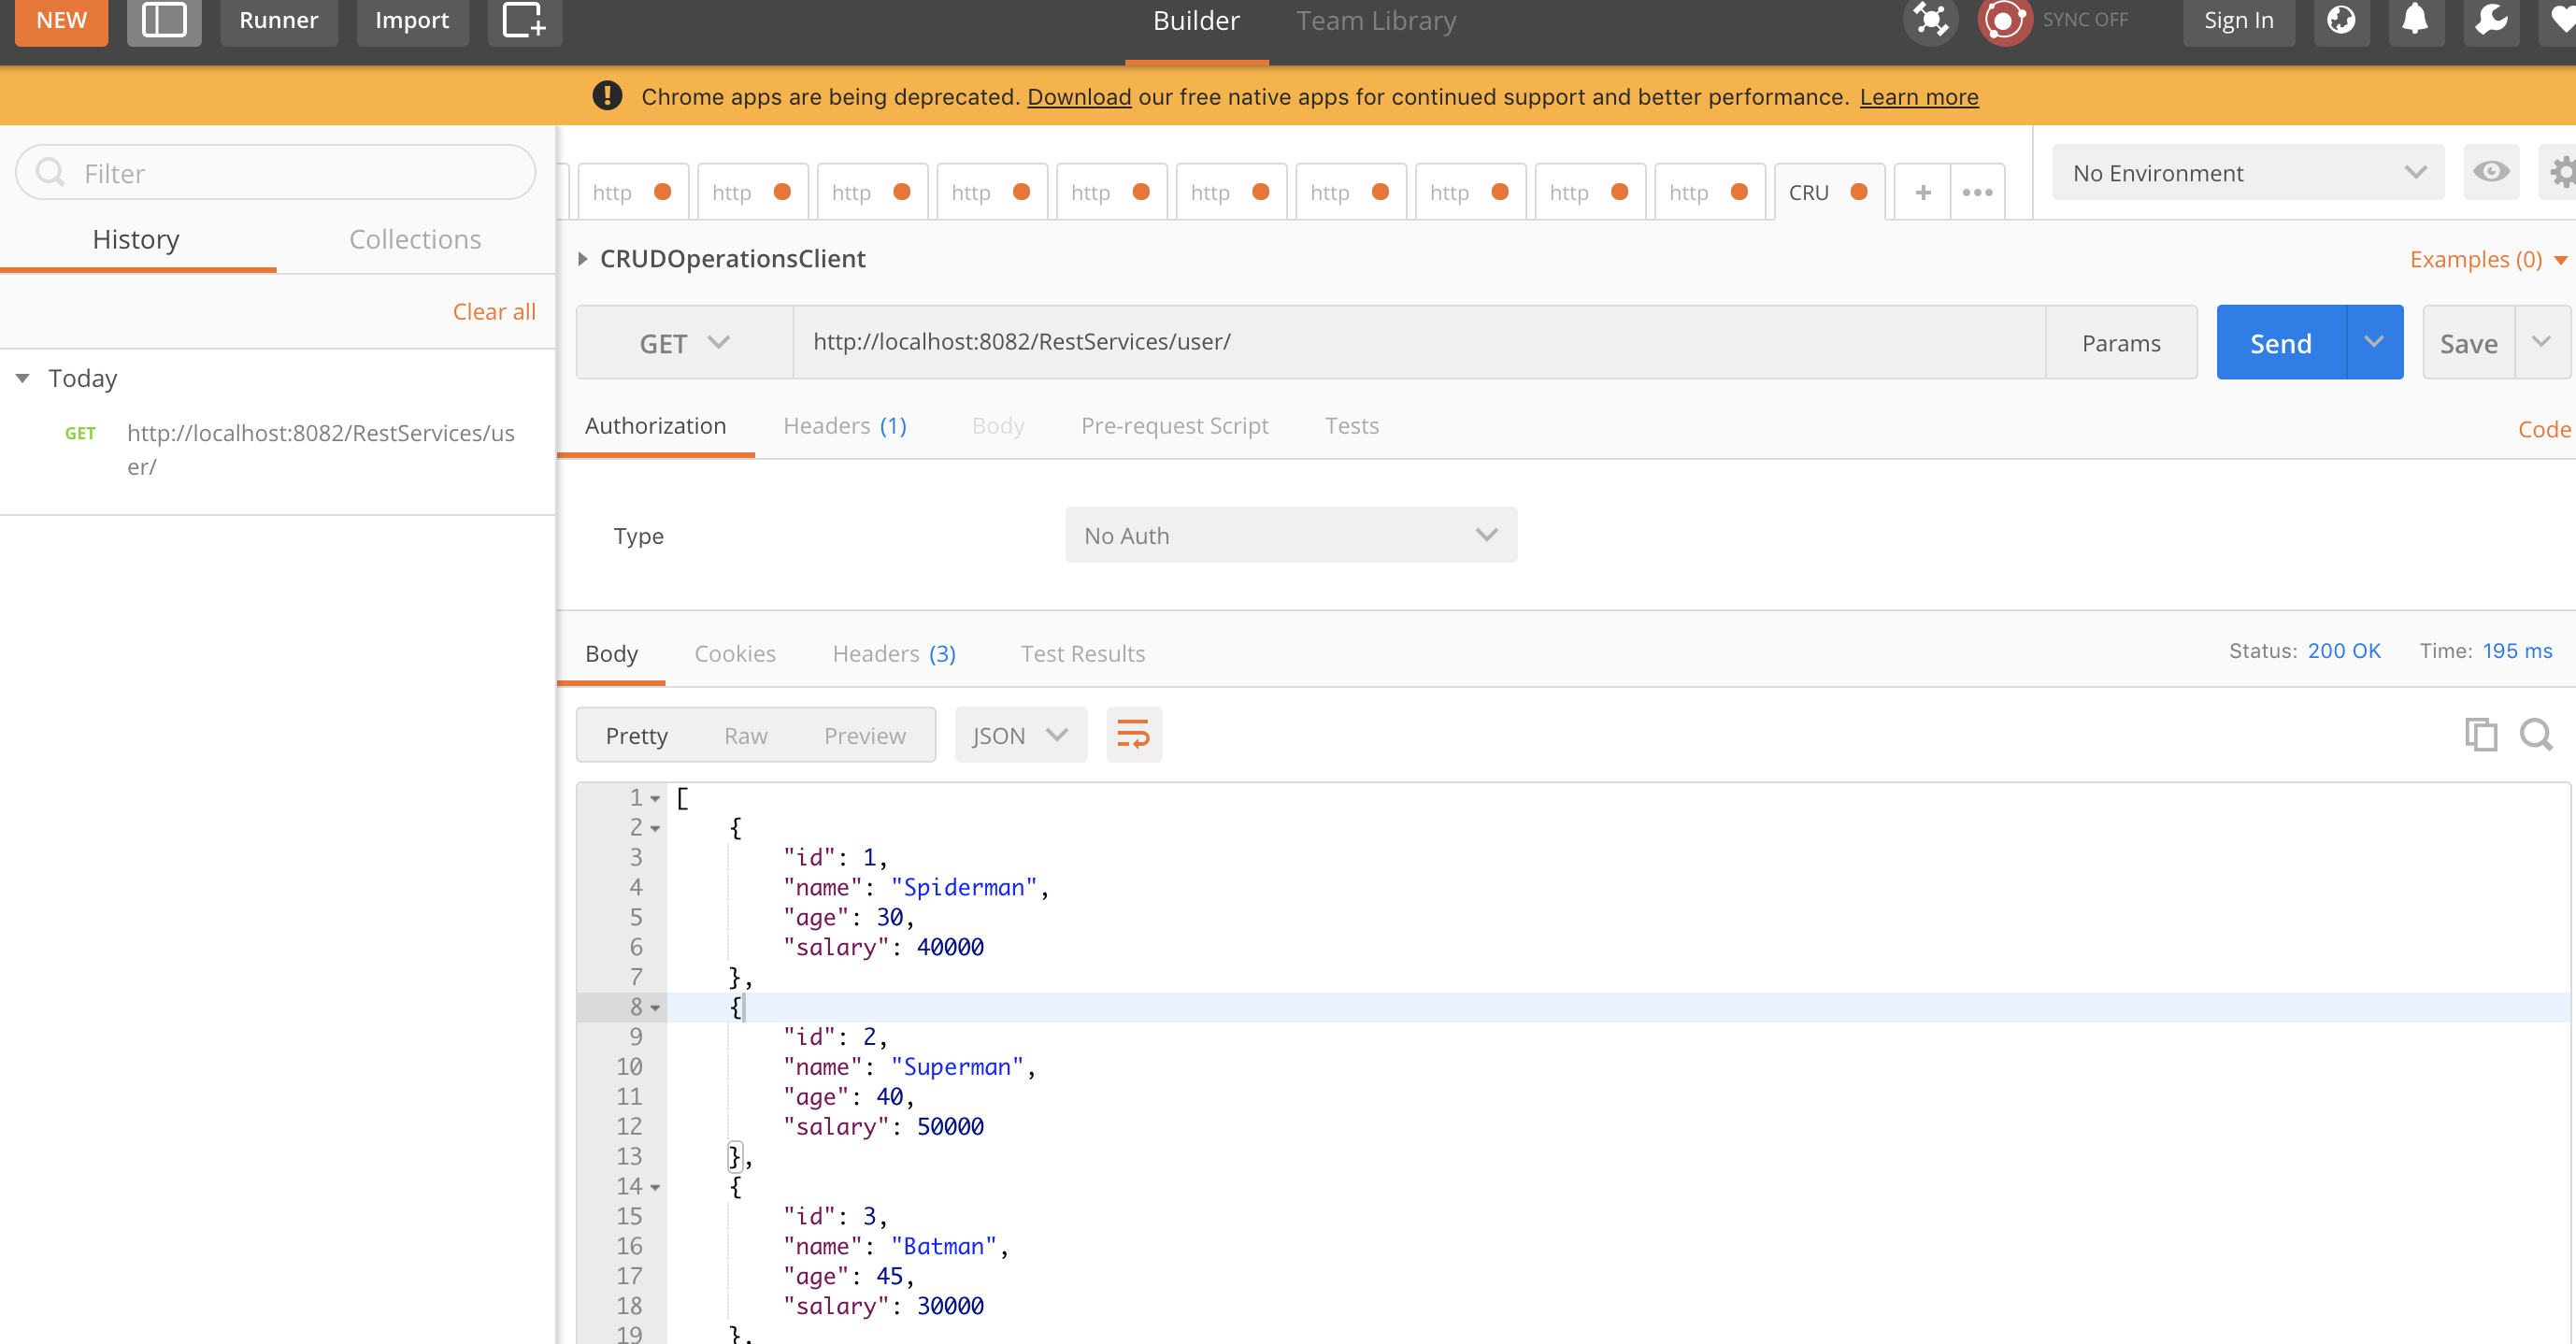 NEW
Runner
Import
Builder
Team Library
SYNC OFF
Sign In
Chrome apps are being deprecated. Download our free native apps for continued support and better performance. Learn more
Filter
History
Collections
Clear all
Today
GET http://localhost:8082/RestServices/us
er/
http
http
http
http
http
http
http
http
http
http
CRU
No Environment
CRUDOperationsClient
Examples (0)
GET
http://localhost:8082/RestServices/user/
Params
Send
Save
Authorization
Headers (1)
Body
Pre-request Script
Tests
Code
Type
No Auth
Body
Cookies
Headers (3)
Test Results
Status: 200 OK
Time: 195 ms
Pretty
Raw
Preview
JSON
1 [
2 {
3 "id": 1,
4 "name": "Spiderman",
5 "age": 30,
6 "salary": 40000
7 },
8 {
9 "id": 2,
10 "name": "Superman",
11 "age": 40,
12 "salary": 50000
13 },
14 {
15 "id": 3,
16 "name": "Batman",
17 "age": 45,
18 "salary": 30000
19 },